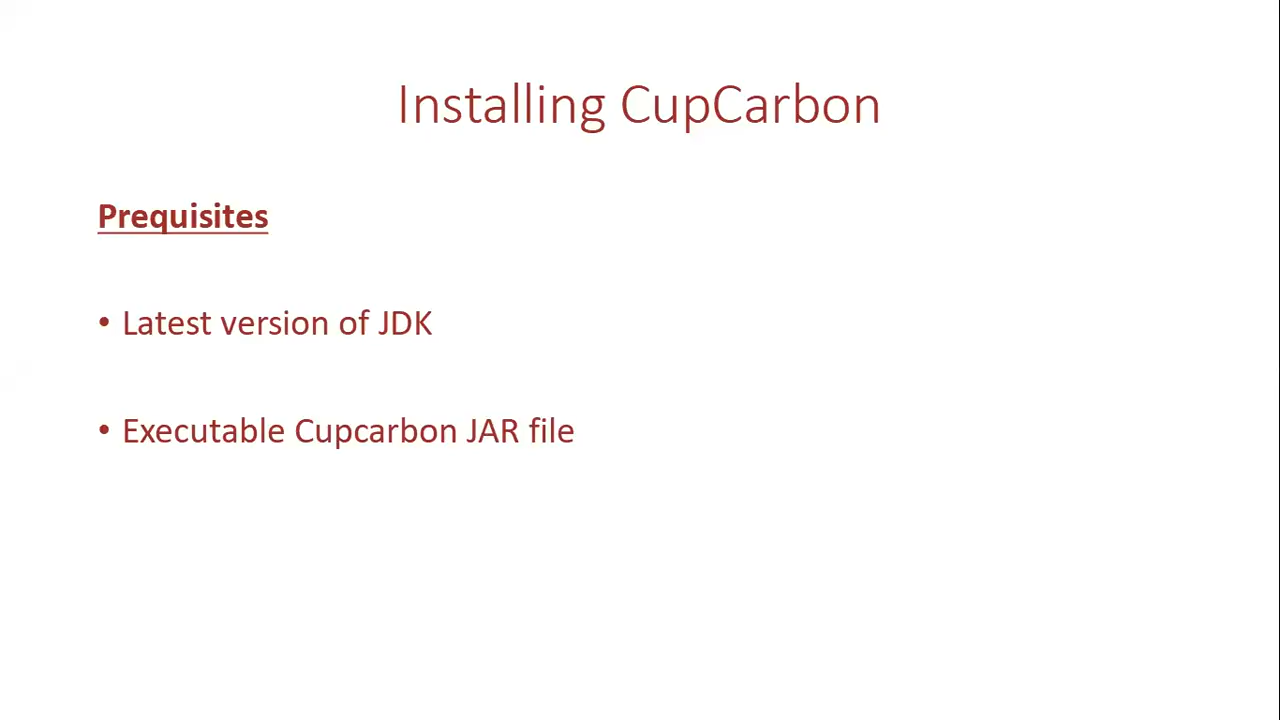 Installing CupCarbon
Prequisites
• Latest version of JDK
• Executable Cupcarbon JAR file